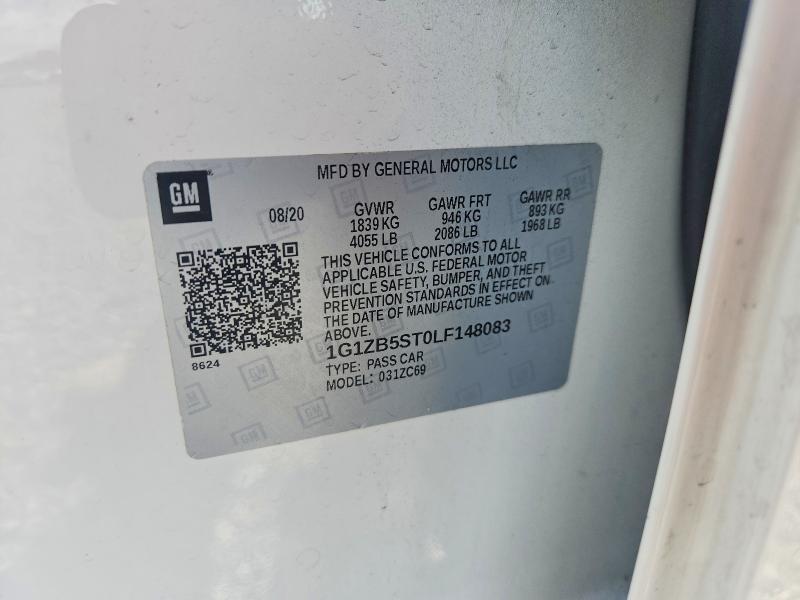 MFD BY GENERAL MOTORS LLC
GM
08/20
GVWR
1839 KG
4055 LB
GAWR FRT
946 KG
2086 LB
GAWR RR
893 KG
1968 LB
THIS VEHICLE CONFORMS TO ALL
APPLICABLE U.S. FEDERAL MOTOR
VEHICLE SAFETY, BUMPER, AND THEFT
PREVENTION STANDARDS IN EFFECT ON
THE DATE OF MANUFACTURE SHOWN
ABOVE.
1G1ZB5ST0LF148083
TYPE: PASS CAR
MODEL: 031ZC69
8624